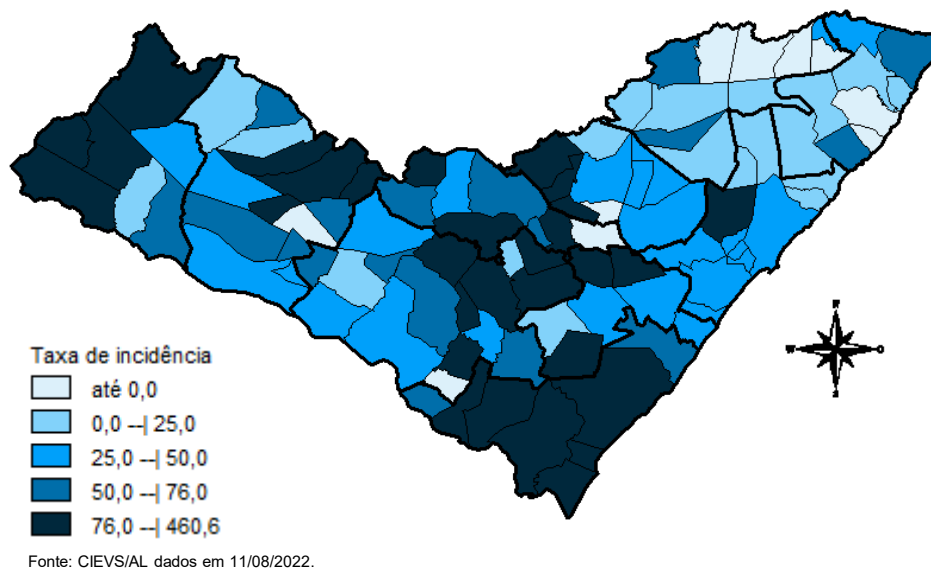 Taxa de incidência
até 0,0
0,0 --| 25,0
25,0 --| 50,0
50,0 --| 76,0
76,0 --| 460,6
Fonte: CIEVS/AL dados em 11/08/2022.
N
W
O
S